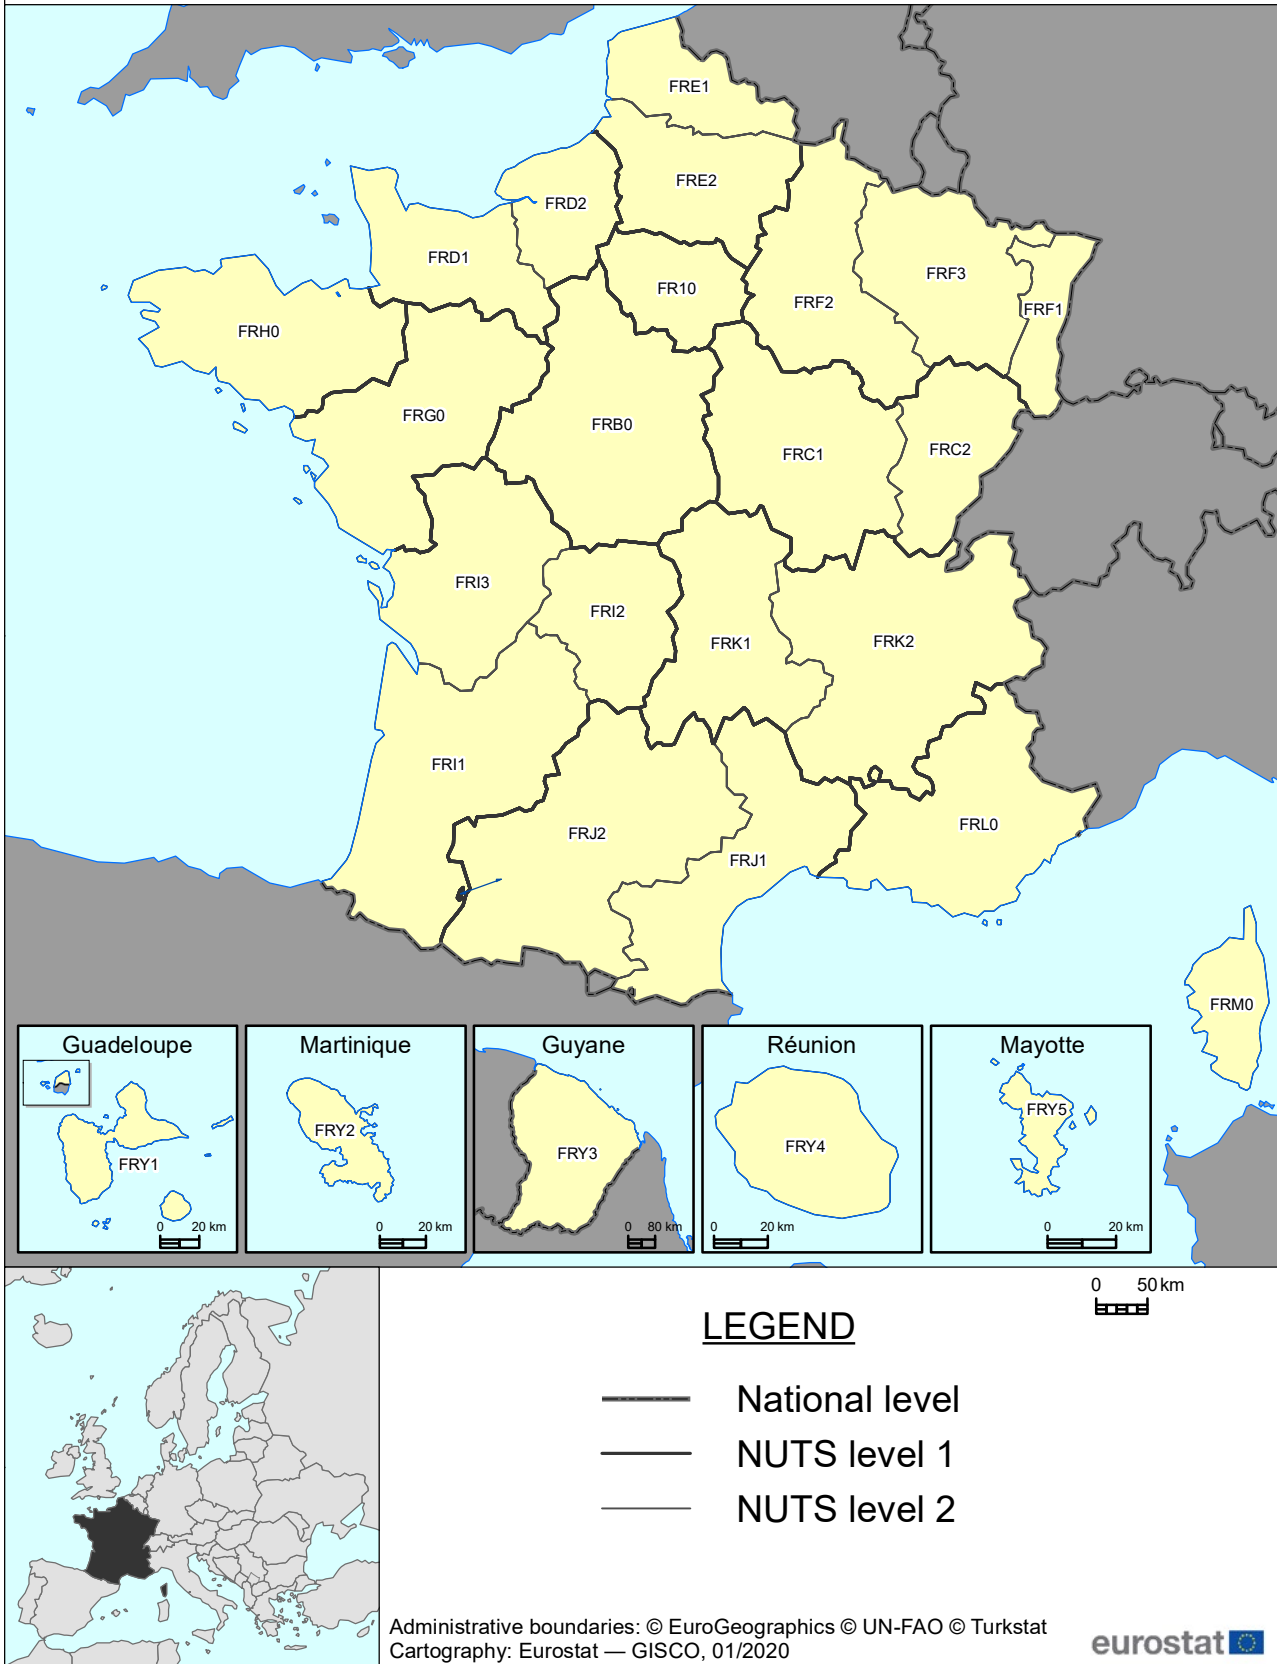 FRE1
FRE2
FRD2
FRD1
FRF3
FR10
FRF2
FRF1
FRH0
FRG0
FRB0
FRC1
FRC2
FRI3
FRI2
FRK1
FRK2
FRI1
FRJ2
FRL0
FRJ1
FRM0
Guadeloupe
FRY1
0 20 km
Martinique
FRY2
0 20 km
Guyane
FRY3
0 80 km
Réunion
FRY4
0 20 km
Mayotte
FRY5
0 20 km
0 50 km
LEGEND
National level
NUTS level 1
NUTS level 2
Administrative boundaries: © EuroGeographics © UN-FAO © Turkstat
Cartography: Eurostat — GISCO, 01/2020
eurostat